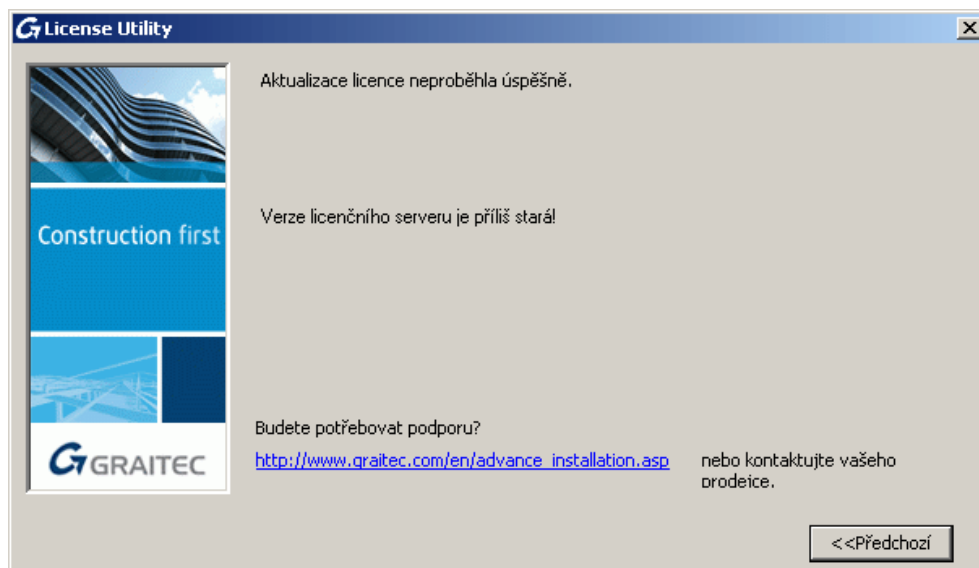 License Utility
Aktualizace licence neproběhla úspěšně.
Verze licenčního serveru je příliš stará!
Construction first
Budete potřebovat podporu?
http://www.graitec.com/en/advance_installation.asp nebo kontaktujte vašeho
prodejce.
GRAITEC
<<Předchozí